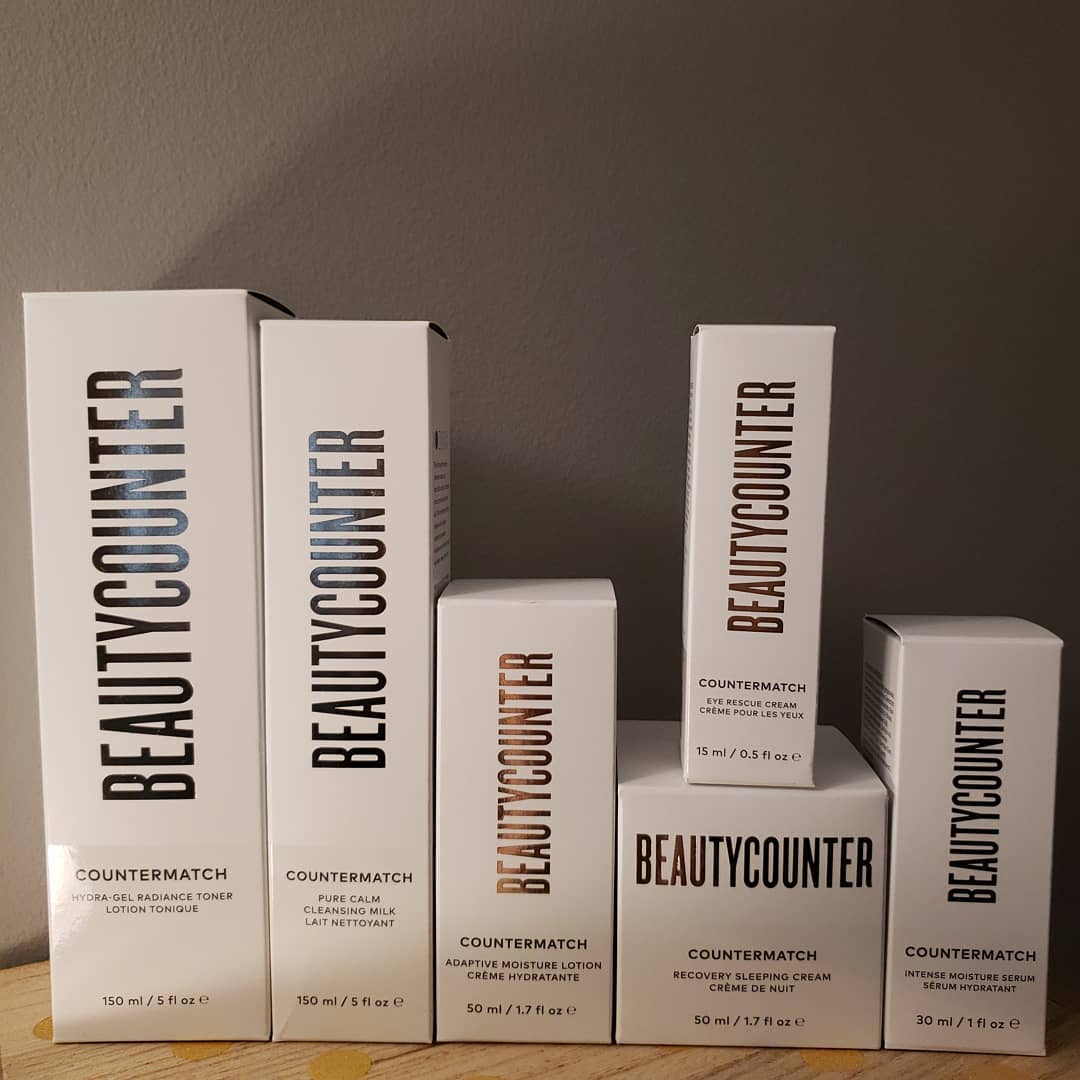 BEAUTYCOUNTER
COUNTERMATCH
HYDRA-GEL RADIANCE TONER
LOTION TONIQUE
150 ml / 5 fl oz ℮
BEAUTYCOUNTER
COUNTERMATCH
PURE CALM
CLEANSING MILK
LAIT NETTOYANT
150 ml / 5 fl oz ℮
BEAUTYCOUNTER
COUNTERMATCH
ADAPTIVE MOISTURE LOTION
CRÈME HYDRATANTE
50 ml / 1.7 fl oz ℮
BEAUTYCOUNTER
COUNTERMATCH
EYE RESCUE CREAM
CRÈME POUR LES YEUX
15 ml / 0.5 fl oz ℮
BEAUTYCOUNTER
COUNTERMATCH
RECOVERY SLEEPING CREAM
CRÈME DE NUIT
50 ml / 1.7 fl oz ℮
BEAUTYCOUNTER
COUNTERMATCH
INTENSE MOISTURE SERUM
SÉRUM HYDRATANT
30 ml / 1 fl oz ℮